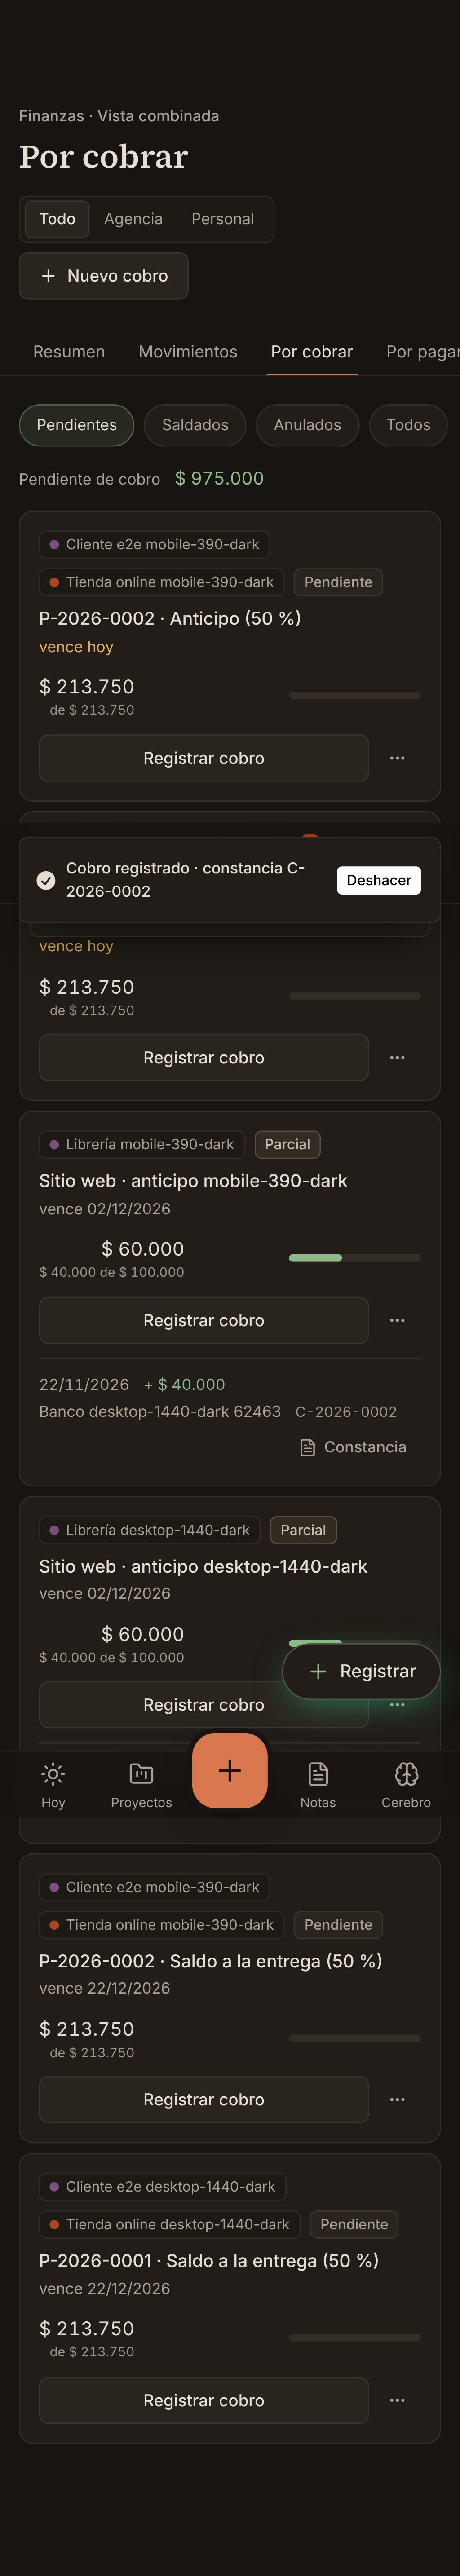 Finanzas · Vista combinada
Por cobrar
Todo
Agencia
Personal
+ Nuevo cobro
Resumen
Movimientos
Por cobrar
Por pagar
Pendientes
Saldados
Anulados
Todos
Pendiente de cobro $ 975.000
Cliente e2e mobile-390-dark
Tienda online mobile-390-dark
Pendiente
P-2026-0002 · Anticipo (50 %)
vence hoy
$ 213.750
de $ 213.750
Registrar cobro
Cobro registrado · constancia C-
2026-0002
Deshacer
vence hoy
$ 213.750
de $ 213.750
Registrar cobro
Librería mobile-390-dark
Parcial
Sitio web · anticipo mobile-390-dark
vence 02/12/2026
$ 60.000
$ 40.000 de $ 100.000
Registrar cobro
22/11/2026 + $ 40.000
Banco desktop-1440-dark 62463 C-2026-0002
Constancia
Librería desktop-1440-dark
Parcial
Sitio web · anticipo desktop-1440-dark
vence 02/12/2026
$ 60.000
$ 40.000 de $ 100.000
+ Registrar
Registrar cobro
Hoy
Proyectos
+
Notas
Cerebro
Cliente e2e mobile-390-dark
Tienda online mobile-390-dark
Pendiente
P-2026-0002 · Saldo a la entrega (50 %)
vence 22/12/2026
$ 213.750
de $ 213.750
Registrar cobro
Cliente e2e desktop-1440-dark
Tienda online desktop-1440-dark
Pendiente
P-2026-0001 · Saldo a la entrega (50 %)
vence 22/12/2026
$ 213.750
de $ 213.750
Registrar cobro